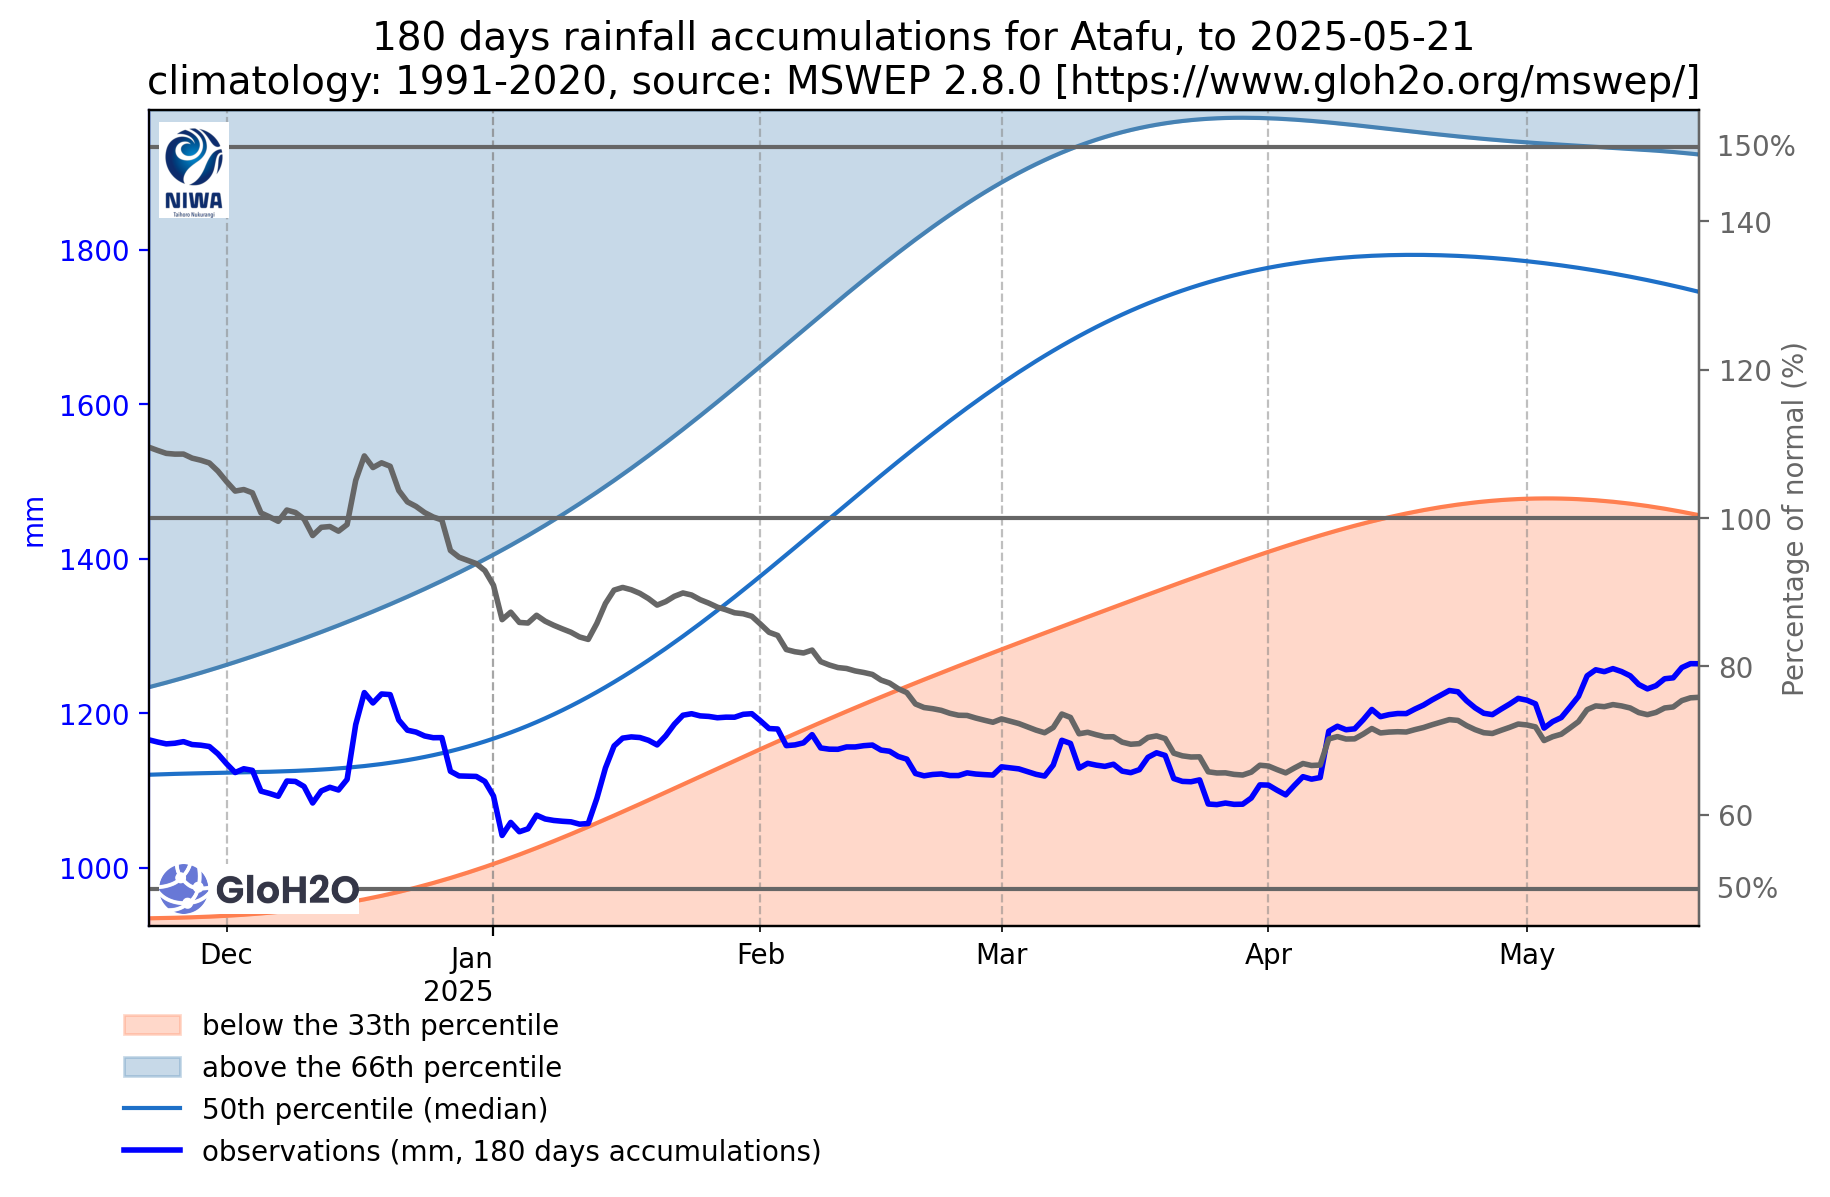 180 days rainfall accumulations for Atafu, to 2025-05-21
climatology: 1991-2020, source: MSWEP 2.8.0 [https://www.gloh2o.org/mswep/]
NIWA
Taihoro Nukurangi
mm
1800
1600
1400
1200
1000
150%
140
120
100
80
60
50%
Percentage of normal (%)
GloH2O
Dec
Jan
2025
Feb
Mar
Apr
May
below the 33th percentile
above the 66th percentile
50th percentile (median)
observations (mm, 180 days accumulations)